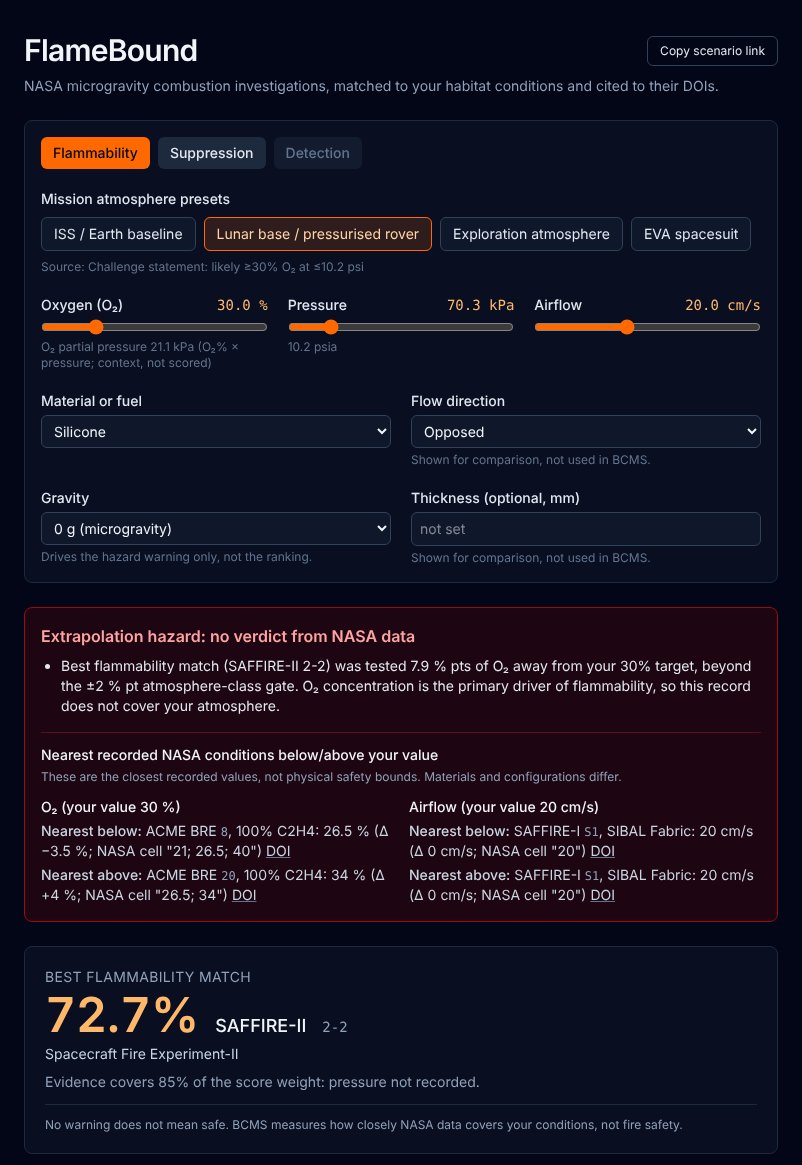 FlameBound
Copy scenario link
NASA microgravity combustion investigations, matched to your habitat conditions and cited to their DOIs.
Flammability
Suppression
Detection
Mission atmosphere presets
ISS / Earth baseline
Lunar base / pressurised rover
Exploration atmosphere
EVA spacesuit
Source: Challenge statement: likely ≥30% O₂ at ≤10.2 psi
Oxygen (O₂) 30.0 %
Pressure 70.3 kPa
Airflow 20.0 cm/s
O₂ partial pressure 21.1 kPa (O₂% ×
pressure; context, not scored)
10.2 psia
Material or fuel
Silicone
Flow direction
Opposed
Shown for comparison, not used in BCMS.
Gravity
0 g (microgravity)
Drives the hazard warning only, not the ranking.
Thickness (optional, mm)
not set
Shown for comparison, not used in BCMS.
Extrapolation hazard: no verdict from NASA data
• Best flammability match (SAFFIRE-II 2-2) was tested 7.9 % pts of O₂ away from your 30% target, beyond
the ±2 % pt atmosphere-class gate. O₂ concentration is the primary driver of flammability, so this record
does not cover your atmosphere.
Nearest recorded NASA conditions below/above your value
These are the closest recorded values, not physical safety bounds. Materials and configurations differ.
O₂ (your value 30 %)
Nearest below: ACME BRE 8, 100% C2H4: 26.5 % (Δ
−3.5 %; NASA cell "21; 26.5; 40") DOI
Nearest above: ACME BRE 20, 100% C2H4: 34 % (Δ
+4 %; NASA cell "26.5; 34") DOI
Airflow (your value 20 cm/s)
Nearest below: SAFFIRE-I S1, SIBAL Fabric: 20 cm/s
(Δ 0 cm/s; NASA cell "20") DOI
Nearest above: SAFFIRE-I S1, SIBAL Fabric: 20 cm/s
(Δ 0 cm/s; NASA cell "20") DOI
BEST FLAMMABILITY MATCH
72.7% SAFFIRE-II 2-2
Spacecraft Fire Experiment-II
Evidence covers 85% of the score weight: pressure not recorded.
No warning does not mean safe. BCMS measures how closely NASA data covers your conditions, not fire safety.